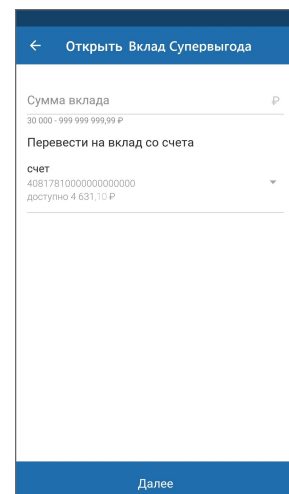 ← Открыть Вклад Супервыгода
Сумма вклада ₽
30 000 - 999 999 999,99 ₽
Перевести на вклад со счета
счет
40817810000000000000
доступно 4 631,10 ₽
Далее